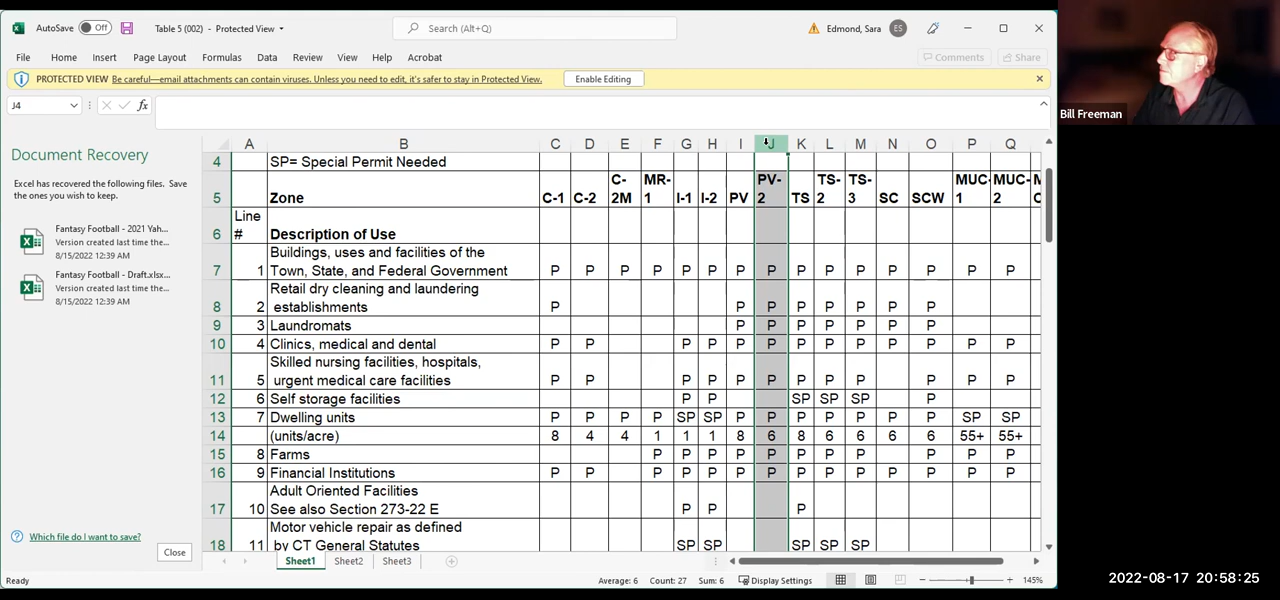 AutoSave Off Table 5 (002) - Protected View Search (Alt+Q) Edmond, Sara ES
File Home Insert Page Layout Formulas Data Review View Help Acrobat Comments Share
PROTECTED VIEW Be careful—email attachments can contain viruses. Unless you need to edit, it's safer to stay in Protected View. Enable Editing
J4 fx
Document Recovery
Excel has recovered the following files. Save
the ones you wish to keep.
Fantasy Football - 2021 Yah...
Version created last time the...
8/15/2022 12:39 AM
Fantasy Football - Draft.xlsx...
Version created last time the...
8/15/2022 12:39 AM
Which file do I want to save?
Close
A B C D E F G H I J K L M N O P Q
4 SP= Special Permit Needed
5 Zone C-1 C-2 C-2M MR-1 I-1 I-2 PV PV-2 TS TS-2 TS-3 SC SCW MUC-1 MUC-2
6 Line # Description of Use
Buildings, uses and facilities of the
7 1 Town, State, and Federal Government P P P P P P P P P P P P P P P
Retail dry cleaning and laundering
8 2 establishments P P P P P P P P
9 3 Laundromats P P P P P P P
10 4 Clinics, medical and dental P P P P P P P P P P P P P
Skilled nursing facilities, hospitals,
11 5 urgent medical care facilities P P P P P P P P P P P P
12 6 Self storage facilities P P SP SP SP P
13 7 Dwelling units P P P P SP SP P P P P P P P SP SP
14 (units/acre) 8 4 4 1 1 1 8 6 8 6 6 6 6 55+ 55+
15 8 Farms P P P P P P P P P P P P
16 9 Financial Institutions P P P P P P P P P P P P P P
Adult Oriented Facilities
17 10 See also Section 273-22 E P P P
Motor vehicle repair as defined
18 11 by CT General Statutes SP SP SP SP SP
Sheet1 Sheet2 Sheet3
Ready Average: 6 Count: 27 Sum: 6 Display Settings 145%
Bill Freeman
2022-08-17 20:58:25